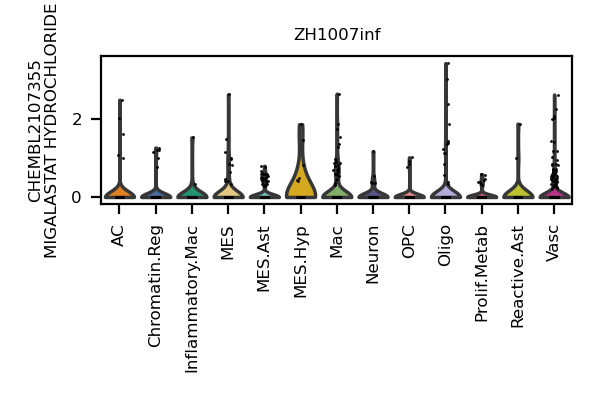 ZH1007inf
CHEMBL2107355
MIGALASTAT HYDROCHLORIDE
2
0
AC
Chromatin.Reg
Inflammatory.Mac
MES
MES.Ast
MES.Hyp
Mac
Neuron
OPC
Oligo
Prolif.Metab
Reactive.Ast
Vasc